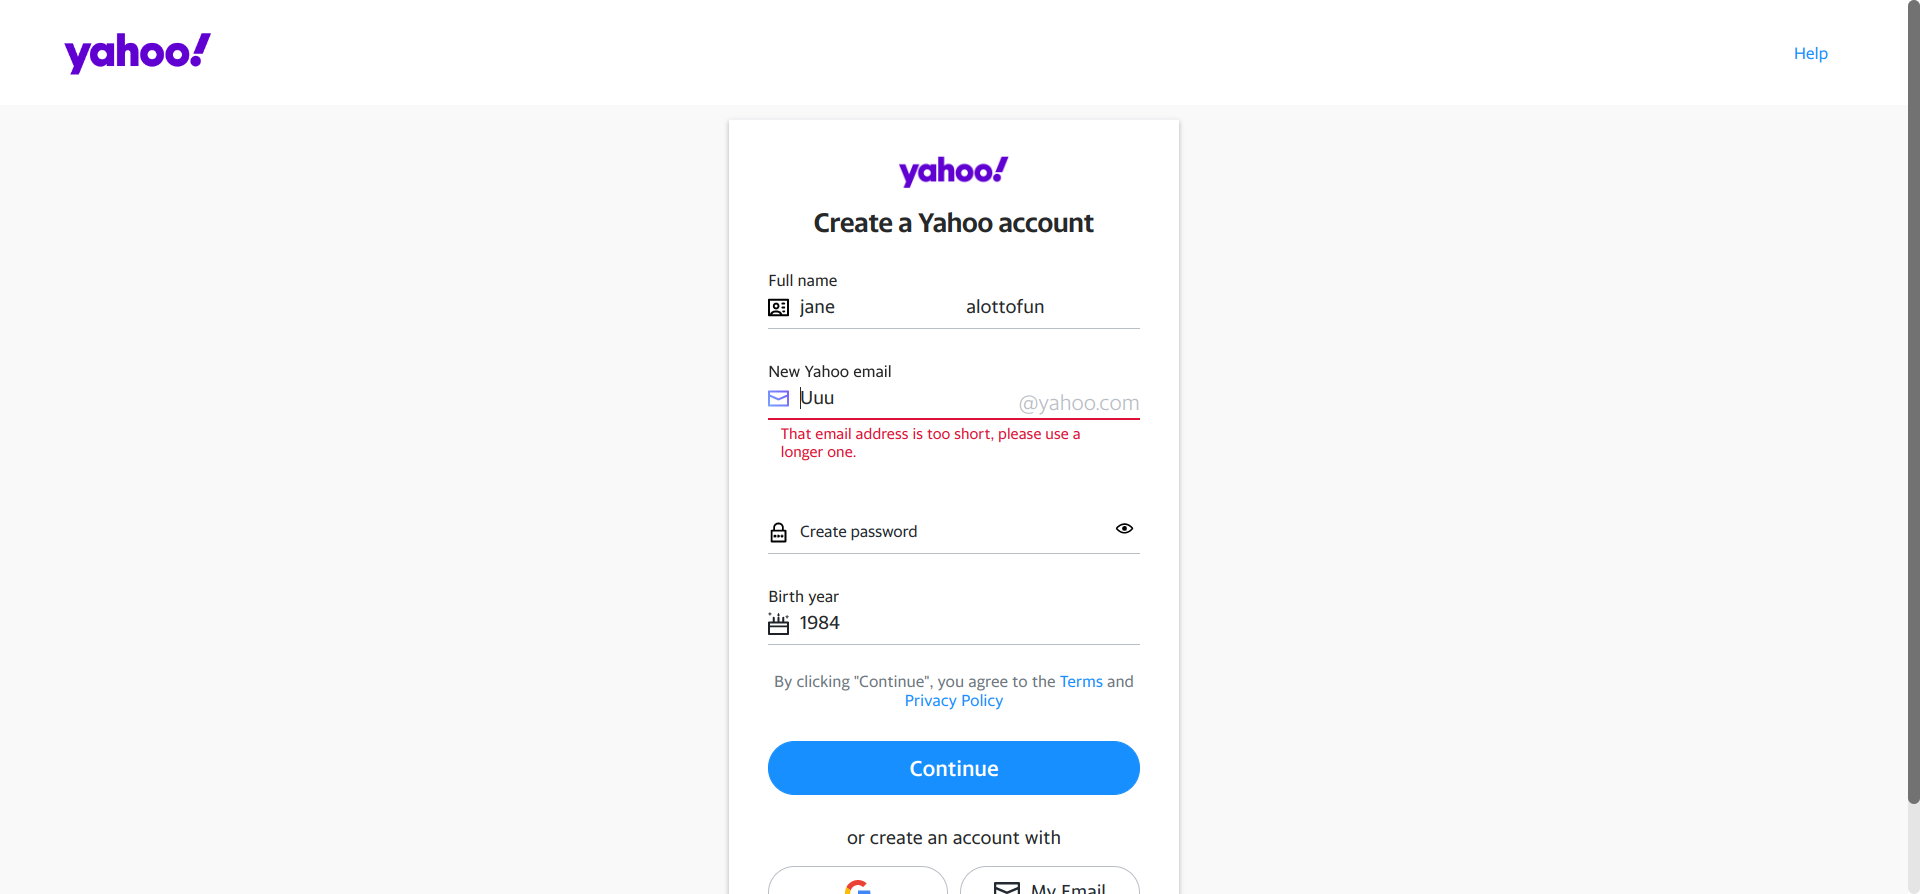 yahoo!
Help
yahoo!
Create a Yahoo account
Full name
jane alottofun
New Yahoo email
Uuu @yahoo.com
That email address is too short, please use a
longer one.
Create password
Birth year
1984
By clicking "Continue", you agree to the Terms and
Privacy Policy
Continue
or create an account with
My Email